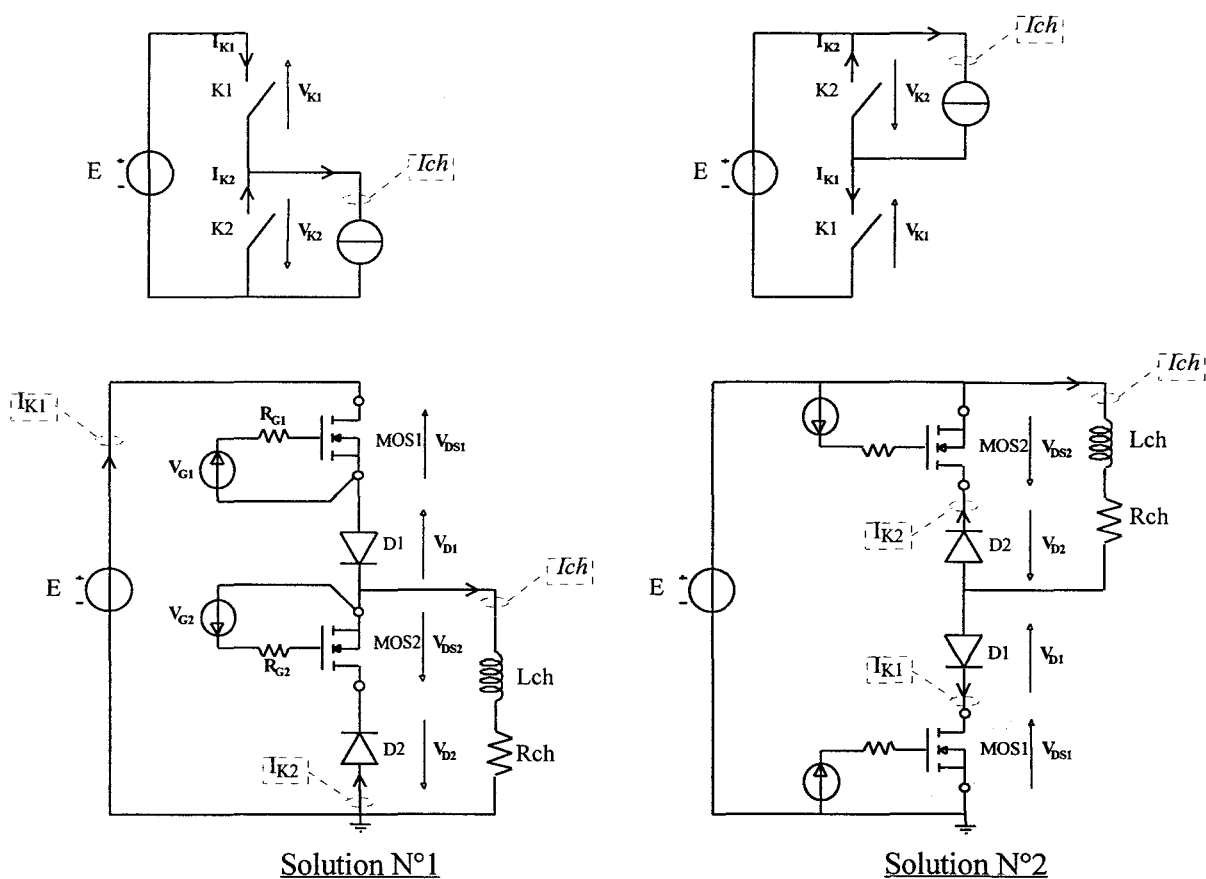 I_K1
K1
V_K1
E
+
-
I_K2
K2
V_K2
Ich
I_K2
K2
V_K2
Ich
E
+
-
I_K1
K1
V_K1
I_K1
R_G1
V_G1
MOS1
V_DS1
D1
V_D1
E
+
-
V_G2
R_G2
MOS2
V_DS2
Ich
Lch
Rch
D2
V_D2
I_K2
Solution N°1
Ich
MOS2
V_DS2
Lch
Rch
I_K2
D2
V_D2
E
+
-
D1
V_D1
I_K1
MOS1
V_DS1
Solution N°2